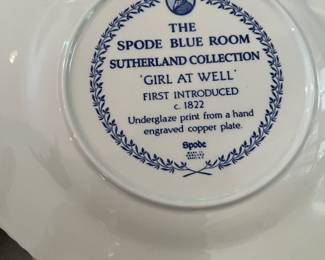 THE
SPODE BLUE ROOM
SUTHERLAND COLLECTION
'GIRL AT WELL'
FIRST INTRODUCED
c. 1822
Underglaze print from a hand
engraved copper plate.
Spode